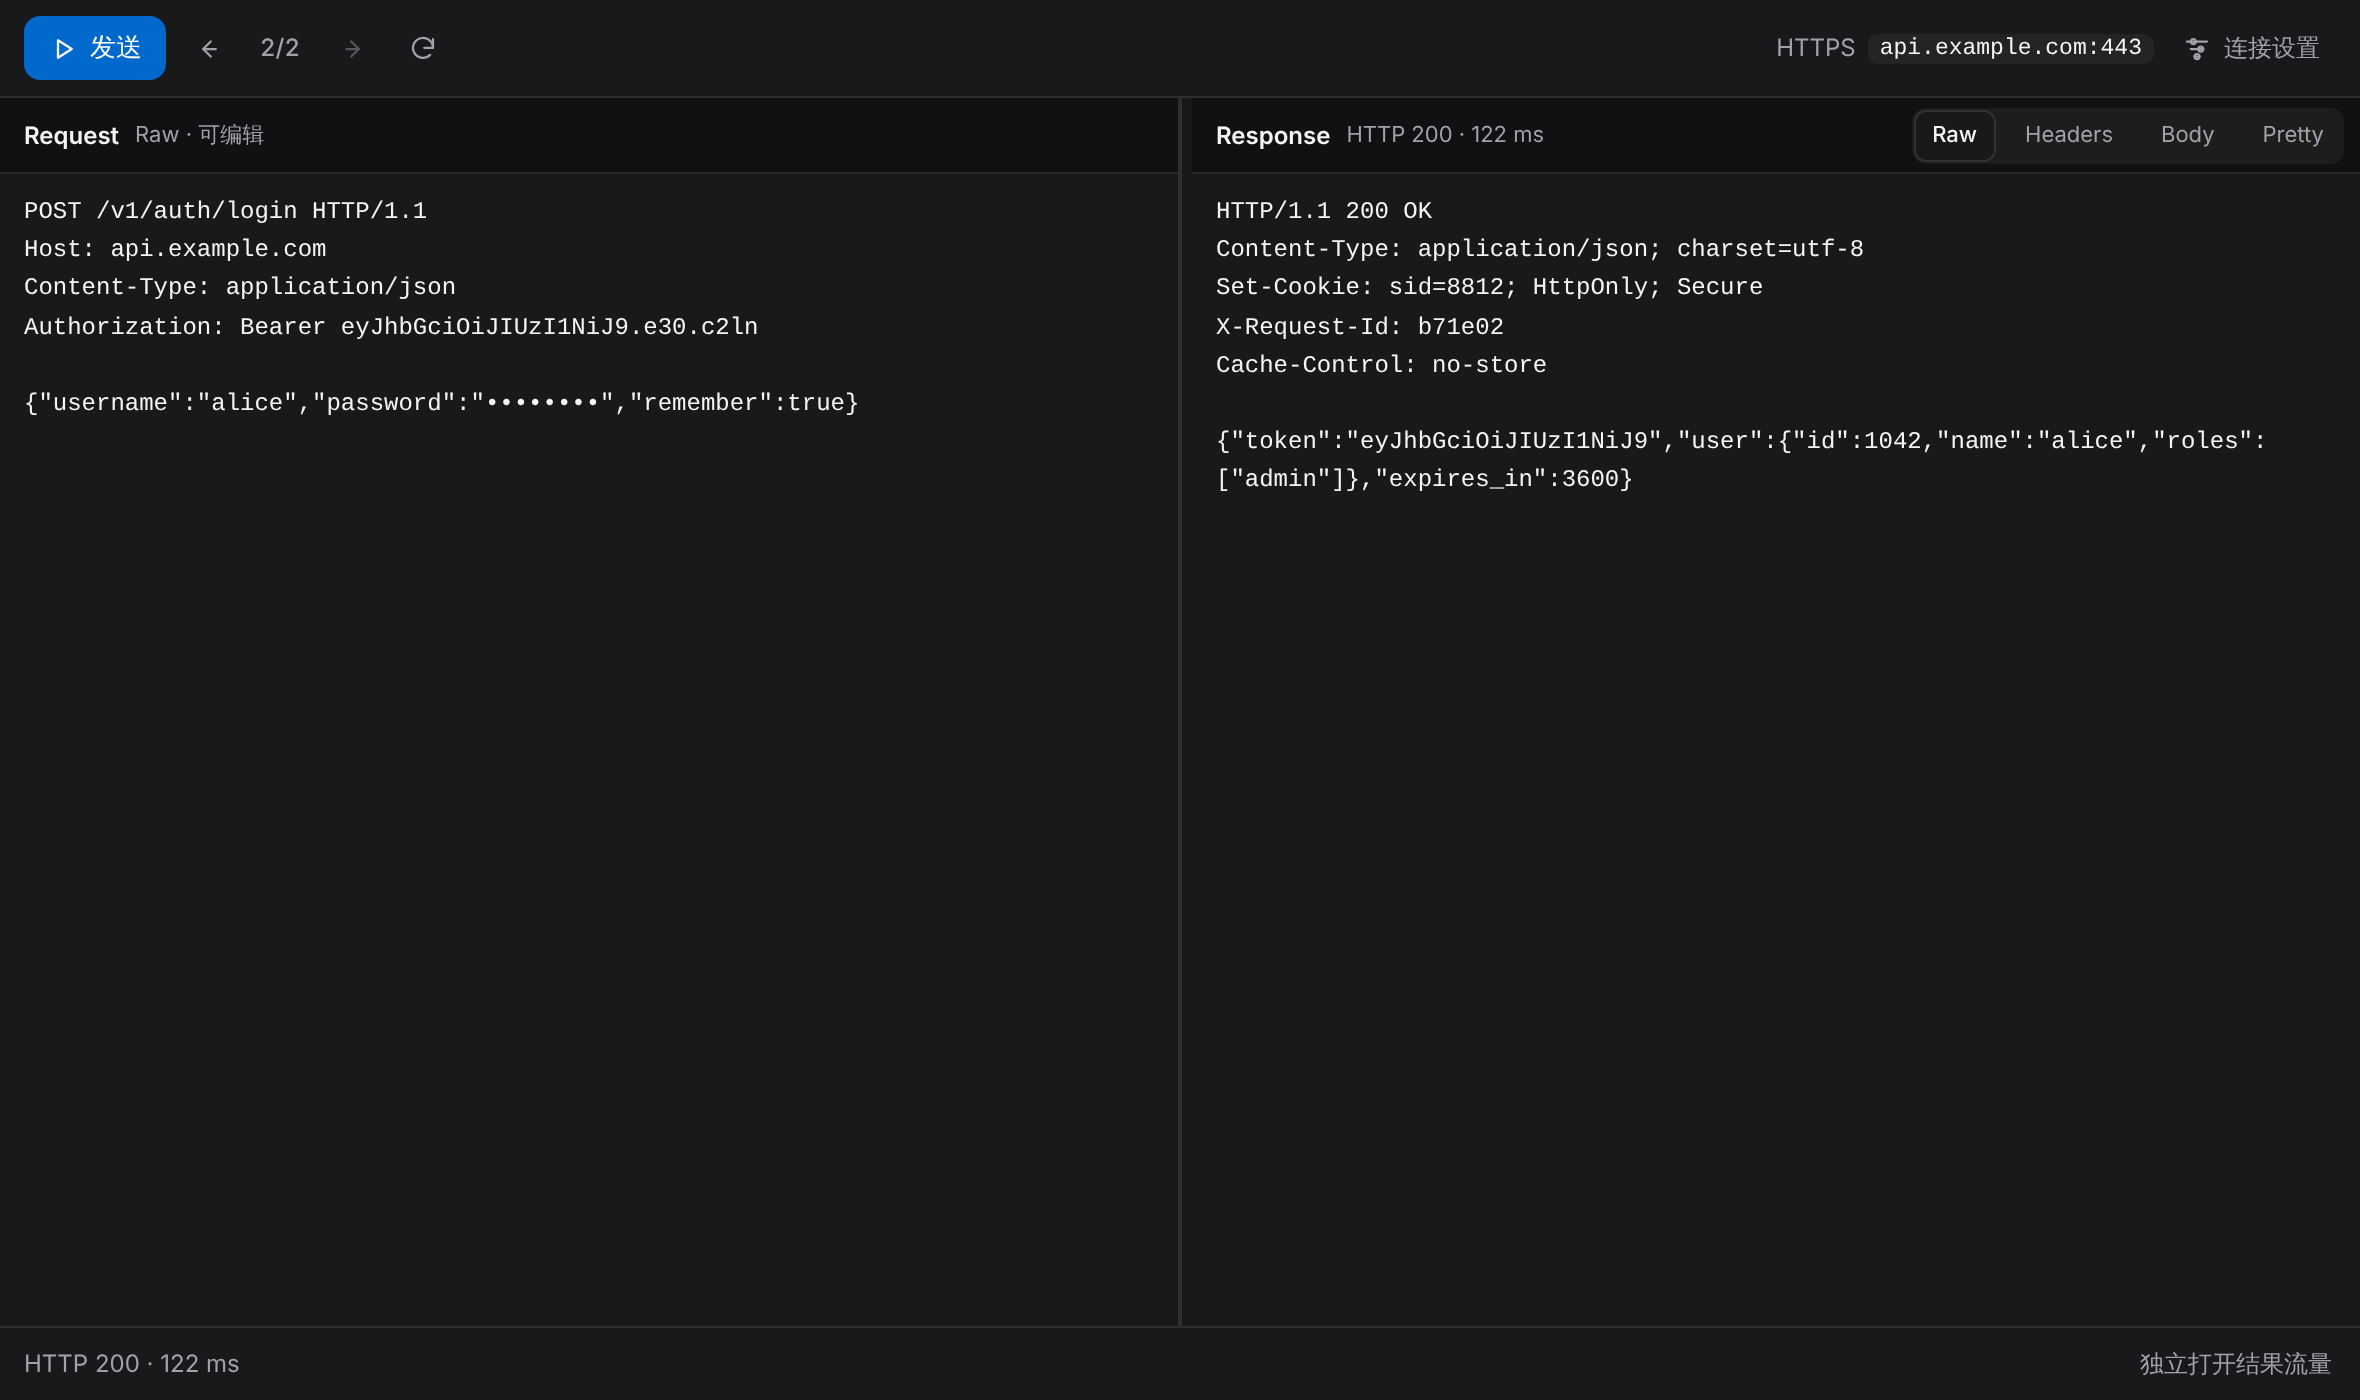 发送
2/2
HTTPS api.example.com:443
连接设置
Request Raw · 可编辑
POST /v1/auth/login HTTP/1.1
Host: api.example.com
Content-Type: application/json
Authorization: Bearer eyJhbGciOiJIUzI1NiJ9.e30.c2ln
{"username":"alice","password":"••••••••","remember":true}
Response HTTP 200 · 122 ms
Raw Headers Body Pretty
HTTP/1.1 200 OK
Content-Type: application/json; charset=utf-8
Set-Cookie: sid=8812; HttpOnly; Secure
X-Request-Id: b71e02
Cache-Control: no-store
{"token":"eyJhbGciOiJIUzI1NiJ9","user":{"id":1042,"name":"alice","roles":
["admin"]},"expires_in":3600}
HTTP 200 · 122 ms
独立打开结果流量